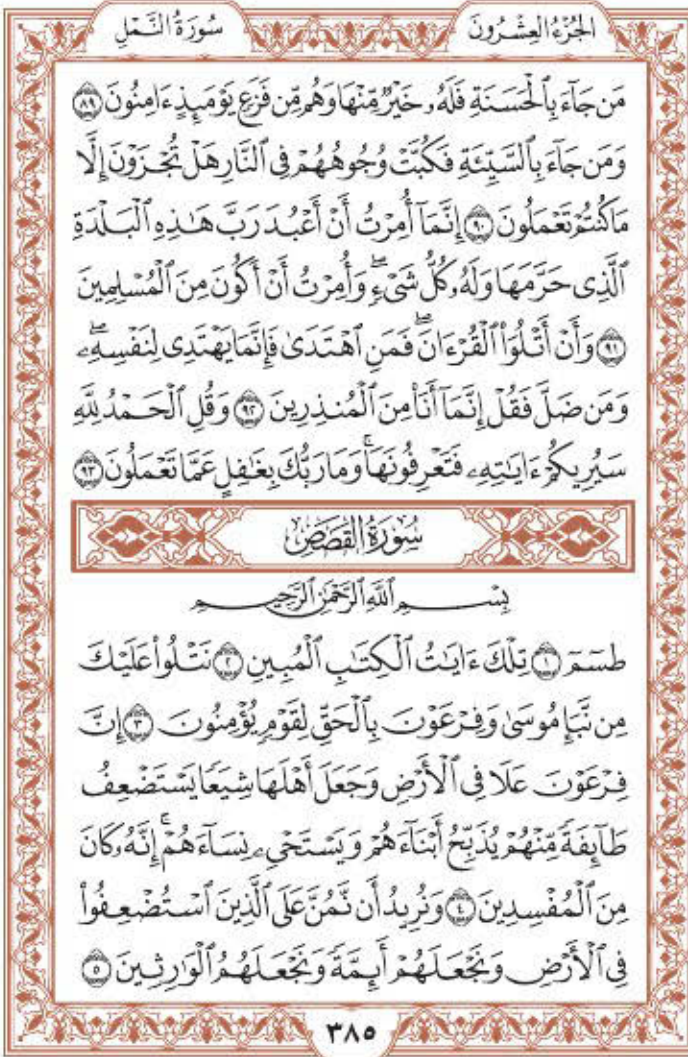 سُورَةُ النَّمْلِ الجُزْءُ العِشْرُونَ
مَن جَآءَ بِٱلْحَسَنَةِ فَلَهُۥ خَيْرٌ مِّنْهَا وَهُم مِّن فَزَعٍ يَوْمَئِذٍ ءَامِنُونَ ٨٩
وَمَن جَآءَ بِٱلسَّيِّئَةِ فَكُبَّتْ وُجُوهُهُمْ فِى ٱلنَّارِ هَلْ تُجْزَوْنَ إِلَّا
مَا كُنتُمْ تَعْمَلُونَ ٩٠ إِنَّمَآ أُمِرْتُ أَنْ أَعْبُدَ رَبَّ هَٰذِهِ ٱلْبَلْدَةِ
ٱلَّذِى حَرَّمَهَا وَلَهُۥ كُلُّ شَىْءٍ ۖ وَأُمِرْتُ أَنْ أَكُونَ مِنَ ٱلْمُسْلِمِينَ
٩١ وَأَنْ أَتْلُوَا۟ ٱلْقُرْءَانَ ۖ فَمَنِ ٱهْتَدَىٰ فَإِنَّمَا يَهْتَدِى لِنَفْسِهِۦ ۖ
وَمَن ضَلَّ فَقُلْ إِنَّمَآ أَنَا۠ مِنَ ٱلْمُنذِرِينَ ٩٢ وَقُلِ ٱلْحَمْدُ لِلَّهِ
سَيُرِيكُمْ ءَايَٰتِهِۦ فَتَعْرِفُونَهَا ۚ وَمَا رَبُّكَ بِغَٰفِلٍ عَمَّا تَعْمَلُونَ ٩٣
سُورَةُ القَصَصِ
بِسْمِ ٱللَّهِ ٱلرَّحْمَٰنِ ٱلرَّحِيمِ
طسٓمٓ ١ تِلْكَ ءَايَٰتُ ٱلْكِتَٰبِ ٱلْمُبِينِ ٢ نَتْلُوا۟ عَلَيْكَ
مِن نَّبَإِ مُوسَىٰ وَفِرْعَوْنَ بِٱلْحَقِّ لِقَوْمٍ يُؤْمِنُونَ ٣ إِنَّ
فِرْعَوْنَ عَلَا فِى ٱلْأَرْضِ وَجَعَلَ أَهْلَهَا شِيَعًا يَسْتَضْعِفُ
طَآئِفَةً مِّنْهُمْ يُذَبِّحُ أَبْنَآءَهُمْ وَيَسْتَحْىِۦ نِسَآءَهُمْ ۚ إِنَّهُۥ كَانَ
مِنَ ٱلْمُفْسِدِينَ ٤ وَنُرِيدُ أَن نَّمُنَّ عَلَى ٱلَّذِينَ ٱسْتُضْعِفُوا۟
فِى ٱلْأَرْضِ وَنَجْعَلَهُمْ أَئِمَّةً وَنَجْعَلَهُمُ ٱلْوَٰرِثِينَ ٥
٣٨٥